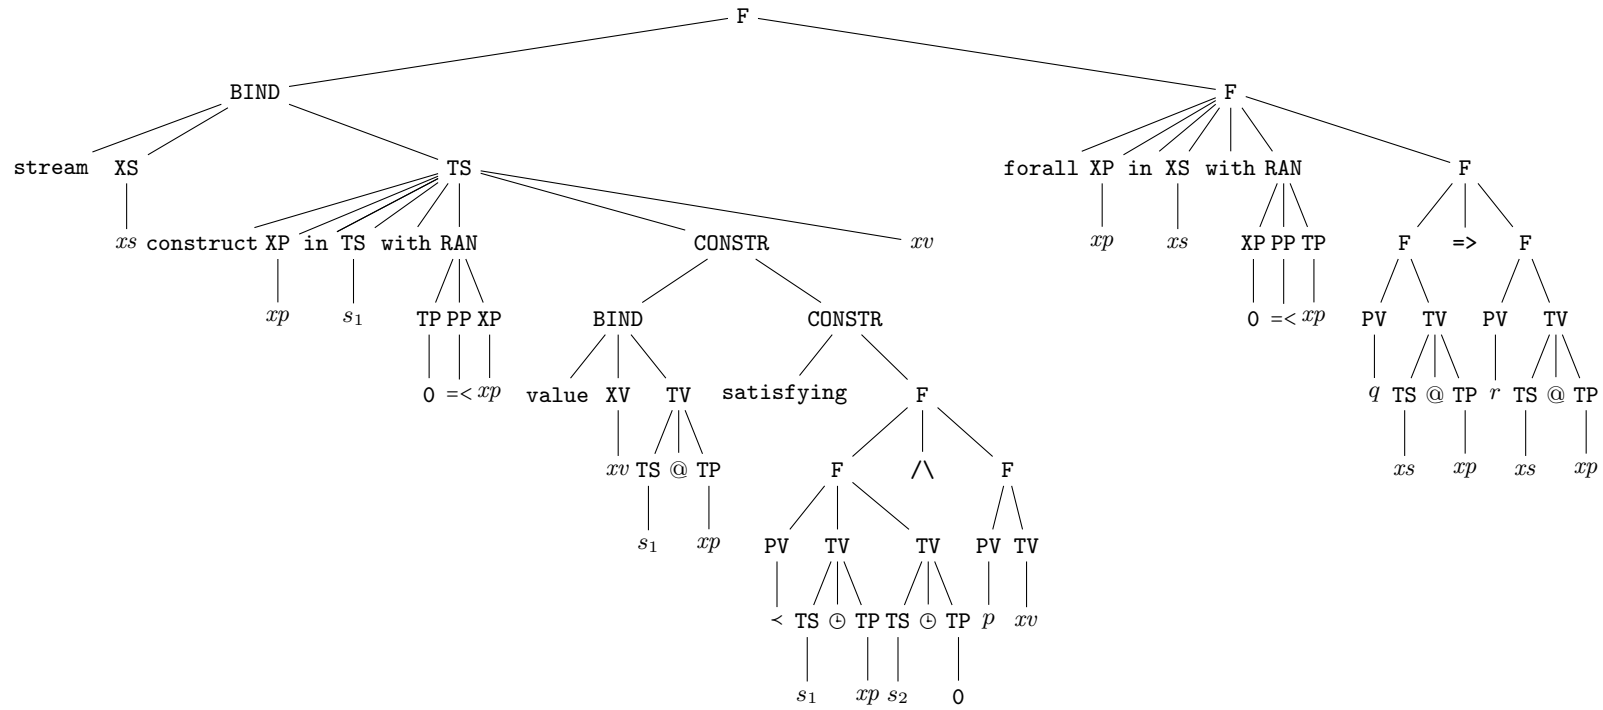 F
BIND F
stream XS TS forall XP in XS with RAN F
xs construct XP in TS with RAN CONSTR xv xp xs XP PP TP F => F
xp s₁ TP PP XP BIND CONSTR 0 =< xp PV TV PV TV
0 =< xp value XV TV satisfying F q TS @ TP r TS @ TP
xv TS @ TP F /\ F xs xp xs xp
s₁ xp PV TV TV PV TV
≺ TS 🕒 TP TS 🕒 TP p xv
s₁ xp s₂ 0